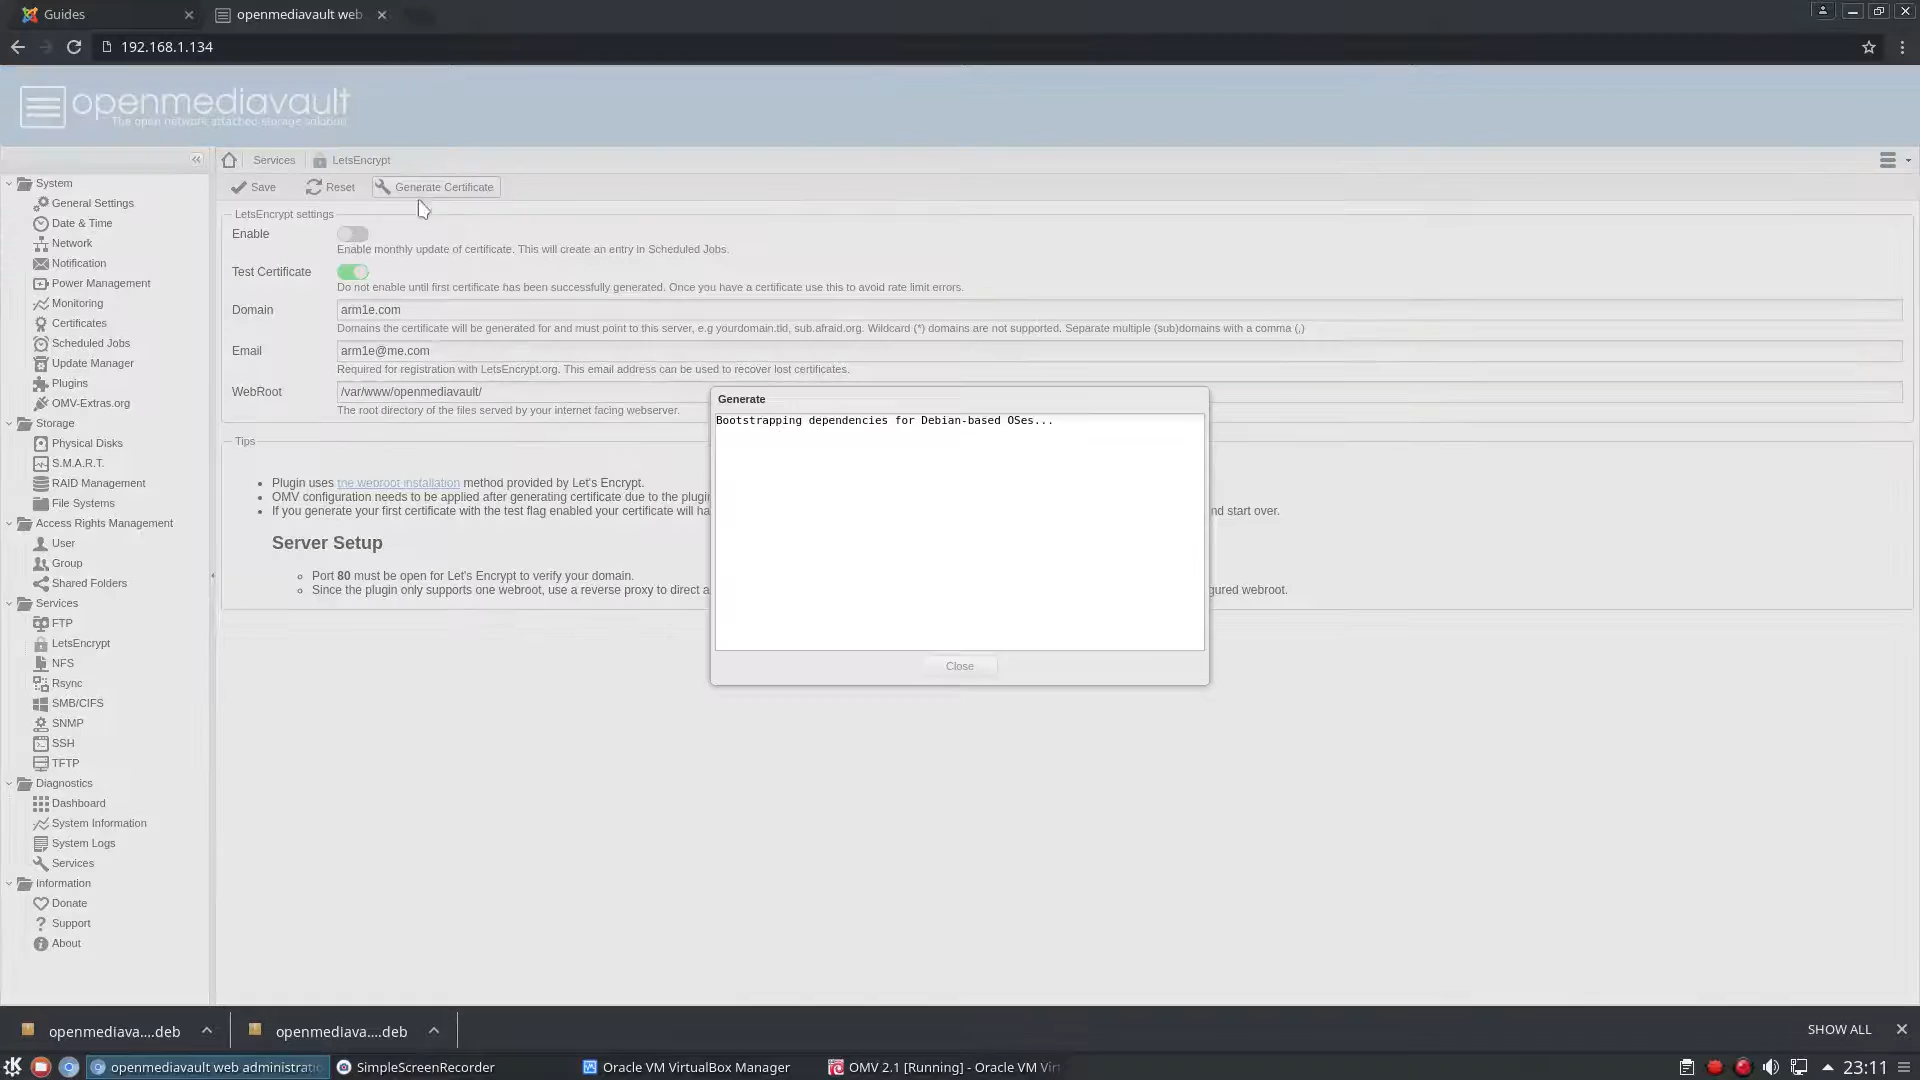 Guides
openmediavault web
192.168.1.134
openmediavault
The open network attached storage solution
Services
LetsEncrypt
Save
Reset
Generate Certificate
System
General Settings
Date & Time
Network
Notification
Power Management
Monitoring
Certificates
Scheduled Jobs
Update Manager
Plugins
OMV-Extras.org
Storage
Physical Disks
S.M.A.R.T.
RAID Management
File Systems
Access Rights Management
User
Group
Shared Folders
Services
FTP
LetsEncrypt
NFS
Rsync
SMB/CIFS
SNMP
SSH
TFTP
Diagnostics
Dashboard
System Information
System Logs
Services
Information
Donate
Support
About
LetsEncrypt settings
Enable
Enable monthly update of certificate. This will create an entry in Scheduled Jobs.
Test Certificate
Do not enable until first certificate has been successfully generated. Once you have a certificate use this to avoid rate limit errors.
Domain
arm1e.com
Domains the certificate will be generated for and must point to this server, e.g yourdomain.tld, sub.afraid.org. Wildcard (*) domains are not supported. Separate multiple (sub)domains with a comma (,)
Email
arm1e@me.com
Required for registration with LetsEncrypt.org. This email address can be used to recover lost certificates.
WebRoot
/var/www/openmediavault/
The root directory of the files served by your internet facing webserver.
Tips
Plugin uses the webroot installation method provided by Let's Encrypt.
OMV configuration needs to be applied after generating certificate due to the plugin
If you generate your first certificate with the test flag enabled your certificate will ha
nd start over.
Server Setup
Port 80 must be open for Let's Encrypt to verify your domain.
Since the plugin only supports one webroot, use a reverse proxy to direct a
gured webroot.
Generate
Bootstrapping dependencies for Debian-based OSes...
Close
openmediava....deb
openmediava....deb
SHOW ALL
openmediavault web administratio
SimpleScreenRecorder
Oracle VM VirtualBox Manager
OMV 2.1 [Running] - Oracle VM Virt
23:11